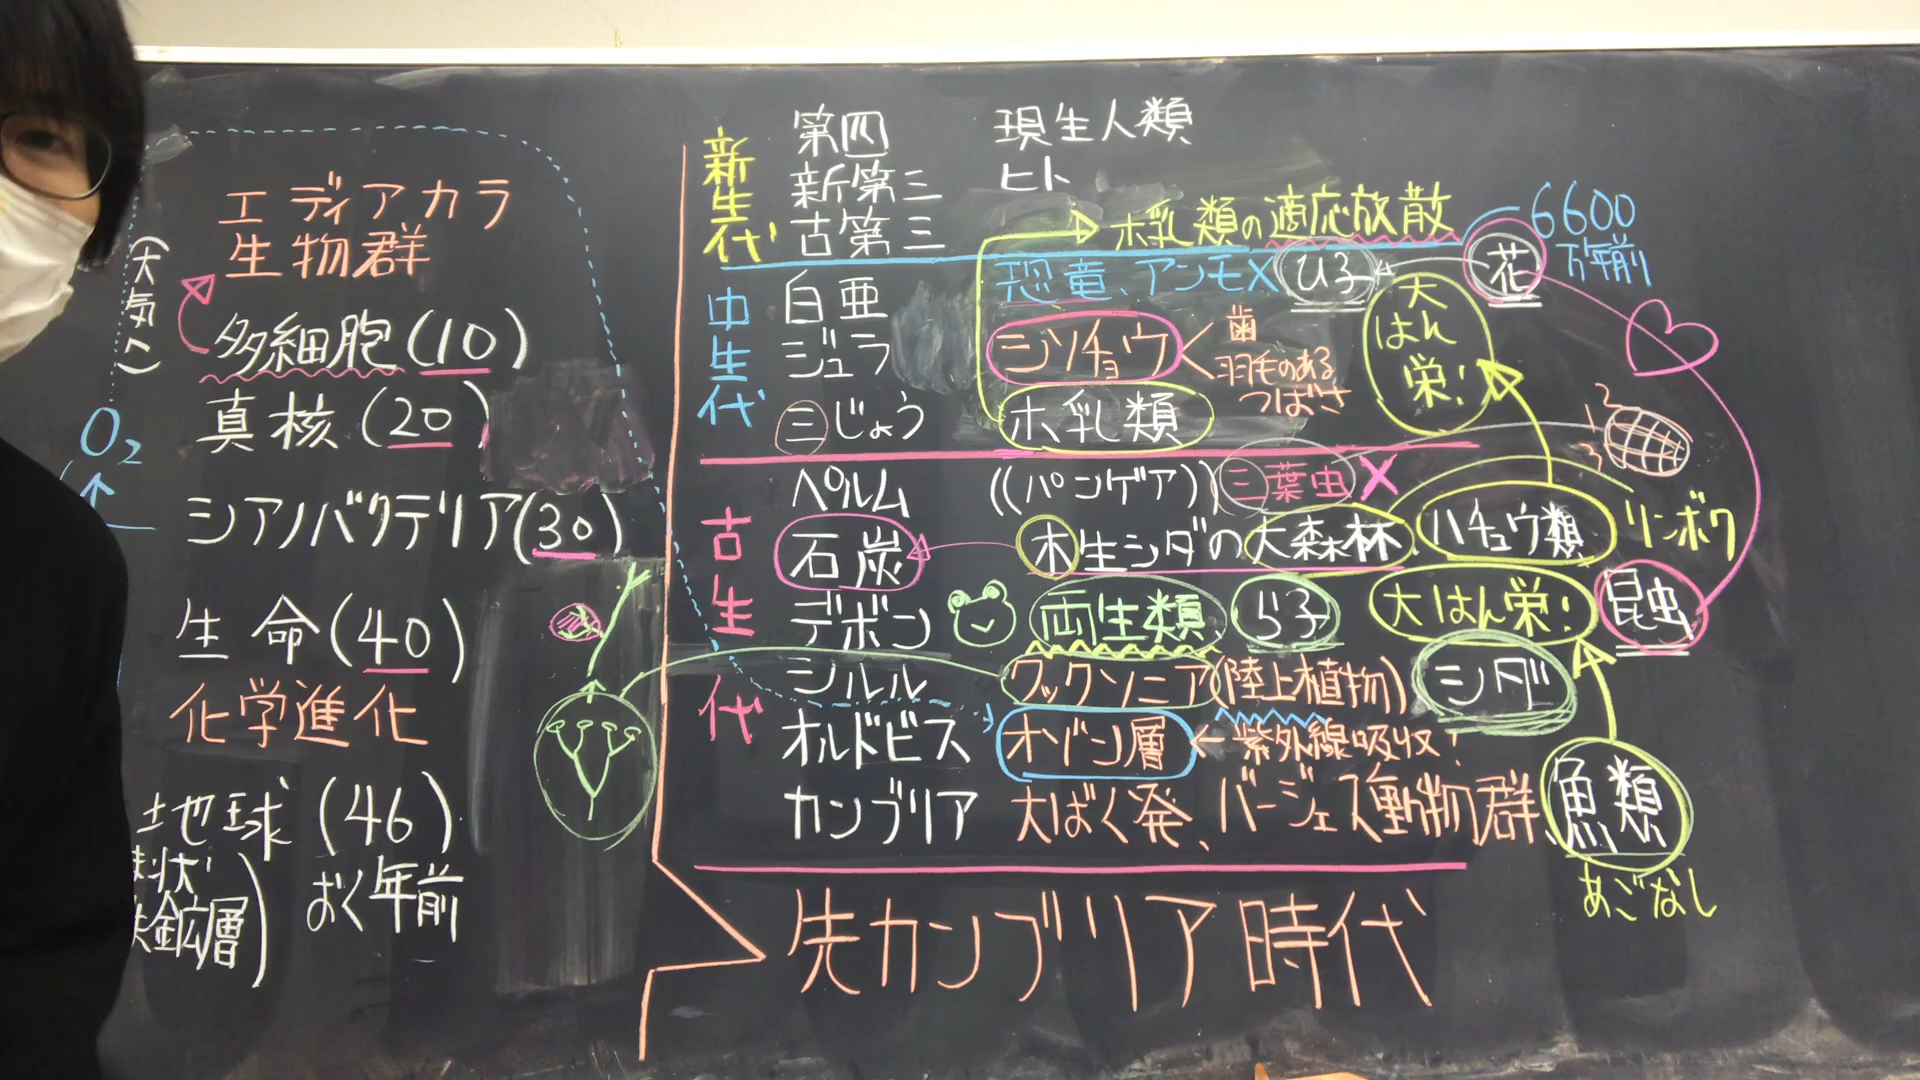 エディアカラ
生物群
(大気へ)
多細胞(10)
真核(20)
O₂
シアノバクテリア(30)
生命(40)
化学進化
地球(46)
おく年前
状
鉱層)
新生代
第四 現生人類
新第三 ヒト
古第三 ホ乳類の適応放散
6600
万年前
中生代
白亜 恐竜、アンモX ひ子 花
ジュラ シソチョウ<歯
羽毛のある
つばさ
大
はん
栄!
三じょう ホ乳類
1 2
3
古生代
ペルム ((パンゲア)) 三葉虫X
石炭 木生シダの大森林、ハチュウ類 リンボク
デボン 両生類 らう子 大はん栄! 昆虫
シルル クックソニア(陸上植物) シダ
オルドビス オゾン層←紫外線吸収!
カンブリア 大ばく発、バージェス動物群、魚類
あごなし
先カンブリア時代